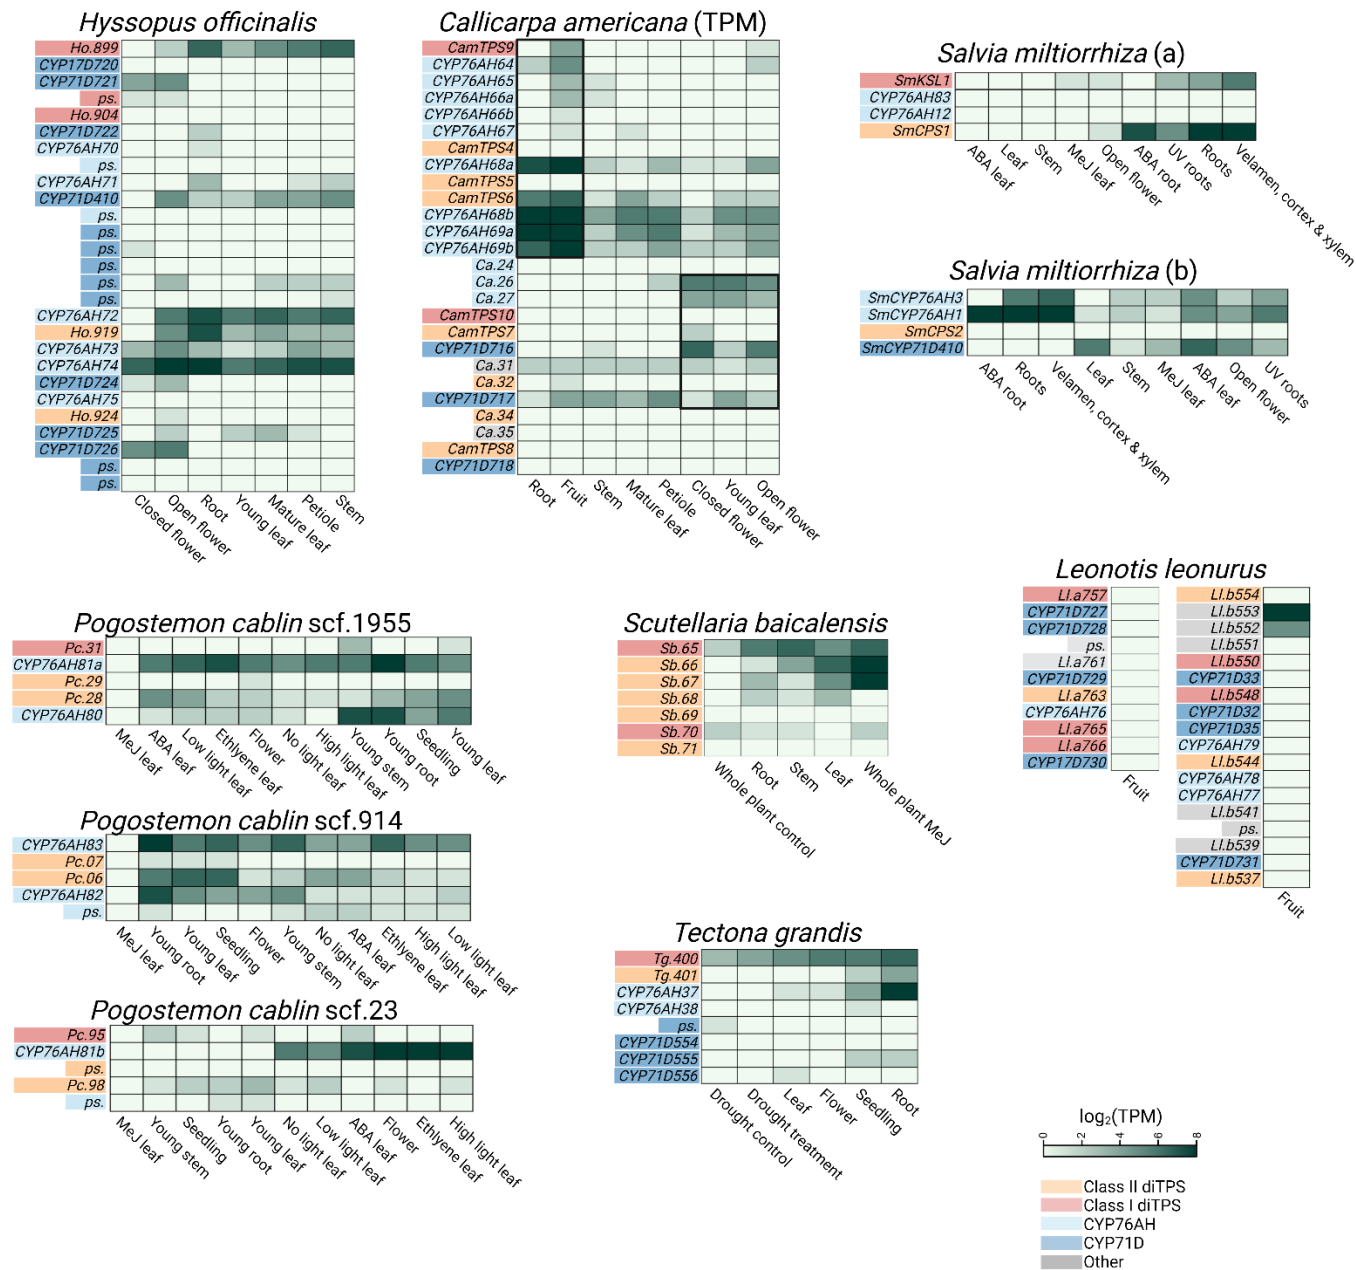 Hyssopus officinalis
Ho.899
CYP17D720
CYP71D721
ps.
Ho.904
CYP71D722
CYP76AH70
ps.
CYP76AH71
CYP71D410
ps.
ps.
ps.
ps.
ps.
ps.
CYP76AH72
Ho.919
CYP76AH73
CYP76AH74
CYP71D724
CYP76AH75
Ho.924
CYP71D725
CYP71D726
ps.
ps.
Closed flower
Open flower
Root
Young leaf
Mature leaf
Petiole
Stem
Callicarpa americana (TPM)
CamTPS9
CYP76AH64
CYP76AH65
CYP76AH66a
CYP76AH66b
CYP76AH67
CamTPS4
CYP76AH68a
CamTPS5
CamTPS6
CYP76AH68b
CYP76AH69a
CYP76AH69b
Ca.24
Ca.26
Ca.27
CamTPS10
CamTPS7
CYP71D716
Ca.31
Ca.32
CYP71D717
Ca.34
Ca.35
CamTPS8
CYP71D718
Root
Fruit
Stem
Mature leaf
Petiole
Closed flower
Young leaf
Open flower
Salvia miltiorrhiza (a)
SmKSL1
CYP76AH83
CYP76AH12
SmCPS1
ABA leaf
Leaf
Stem
MeJ leaf
Open flower
ABA root
UV roots
Roots
Velamen, cortex & xylem
Salvia miltiorrhiza (b)
SmCYP76AH3
SmCYP76AH1
SmCPS2
SmCYP71D410
ABA root
Roots
Velamen, cortex & xylem
Leaf
Stem
MeJ leaf
ABA leaf
Open flower
UV roots
Pogostemon cablin scf.1955
Pc.31
CYP76AH81a
Pc.29
Pc.28
CYP76AH80
MeJ leaf
ABA leaf
Low light leaf
Ethlyene leaf
Flower
No light leaf
High light leaf
Young stem
Young root
Seedling
Young leaf
Pogostemon cablin scf.914
CYP76AH83
Pc.07
Pc.06
CYP76AH82
ps.
MeJ leaf
Young root
Young leaf
Seedling
Flower
Young stem
No light leaf
ABA leaf
Ethlyene leaf
High light leaf
Low light leaf
Pogostemon cablin scf.23
Pc.95
CYP76AH81b
ps.
Pc.98
ps.
MeJ leaf
Young stem
Seedling
Young root
Young leaf
No light leaf
Low light leaf
ABA leaf
Flower
Ethlyene leaf
High light leaf
Scutellaria baicalensis
Sb.65
Sb.66
Sb.67
Sb.68
Sb.69
Sb.70
Sb.71
Whole plant control
Root
Stem
Leaf
Whole plant MeJ
Tectona grandis
Tg.400
Tg.401
CYP76AH37
CYP76AH38
ps.
CYP71D554
CYP71D555
CYP71D556
Drought control
Drought treatment
Leaf
Flower
Seedling
Root
Leonotis leonurus
Ll.a757
CYP71D727
CYP71D728
ps.
Ll.a761
CYP71D729
Ll.a763
CYP76AH76
Ll.a765
Ll.a766
CYP17D730
Fruit
Ll.b554
Ll.b553
Ll.b552
Ll.b551
Ll.b550
CYP71D33
Ll.b548
CYP71D32
CYP71D35
CYP76AH79
Ll.b544
CYP76AH78
CYP76AH77
Ll.b541
ps.
Ll.b539
CYP71D731
Ll.b537
Fruit
log₂(TPM)
0 2 4 6 8
Class II diTPS
Class I diTPS
CYP76AH
CYP71D
Other